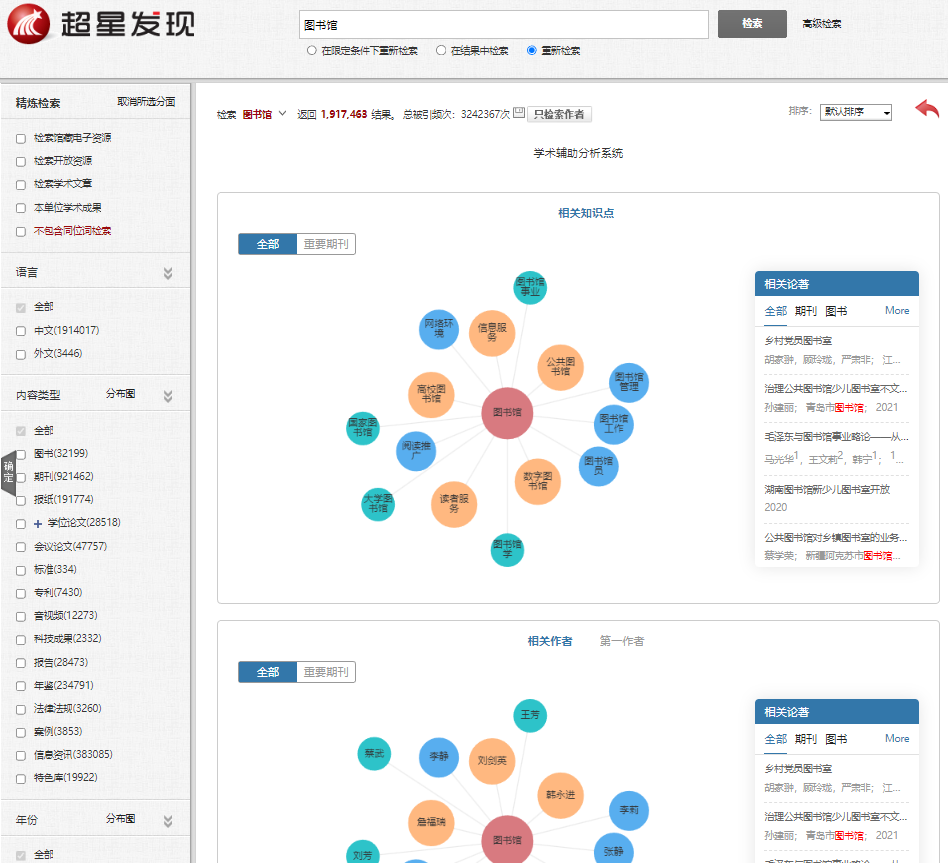 超星发现
图书馆
检索
高级检索
在限定条件下重新检索
在结果中检索
重新检索
精炼检索
取消所选分面
检索馆藏电子资源
检索开放资源
检索学术文章
本单位学术成果
不包含同位词检索
语言
全部
中文(1914017)
外文(3446)
内容类型
分布图
全部
图书(32199)
期刊(921462)
报纸(191774)
+ 学位论文(28518)
会议论文(47757)
标准(334)
专利(7430)
音视频(12273)
科技成果(2332)
报告(28473)
年鉴(234791)
法律法规(3260)
案例(3853)
信息资讯(383085)
特色库(19922)
年份
分布图
全部
确定
检索 图书馆 返回 1,917,463 结果。 总被引频次: 3242367次 只检索作者
排序: 默认排序
学术辅助分析系统
相关知识点
全部 重要期刊
图书馆事业
网络环境
信息服务
公共图书馆
图书馆管理
高校图书馆
图书馆
国家图书馆
图书馆工作
阅读推广
图书馆员
数字图书馆
大学图书馆
读者服务
图书馆学
相关论著
全部 期刊 图书 More
乡村党员图书室
胡家翀, 顾玲珑, 严肃非; 江...
治理公共图书馆少儿图书室不文...
孙建丽; 青岛市图书馆; 2021
毛泽东与图书馆事业略论——从...
马光华1, 王文莉2, 韩宁1; 1...
湖南图书馆新少儿图书室开放
2020
公共图书馆对乡镇图书室的业务...
蔡学荣; 新疆阿克苏市图书馆...
相关作者 第一作者
全部 重要期刊
王芳
蔡武
李静
刘剑英
韩永进
李莉
詹福瑞
图书馆
刘芳
张静
相关论著
全部 期刊 图书 More
乡村党员图书室
胡家翀, 顾玲珑, 严肃非; 江...
治理公共图书馆少儿图书室不文...
孙建丽; 青岛市图书馆; 2021